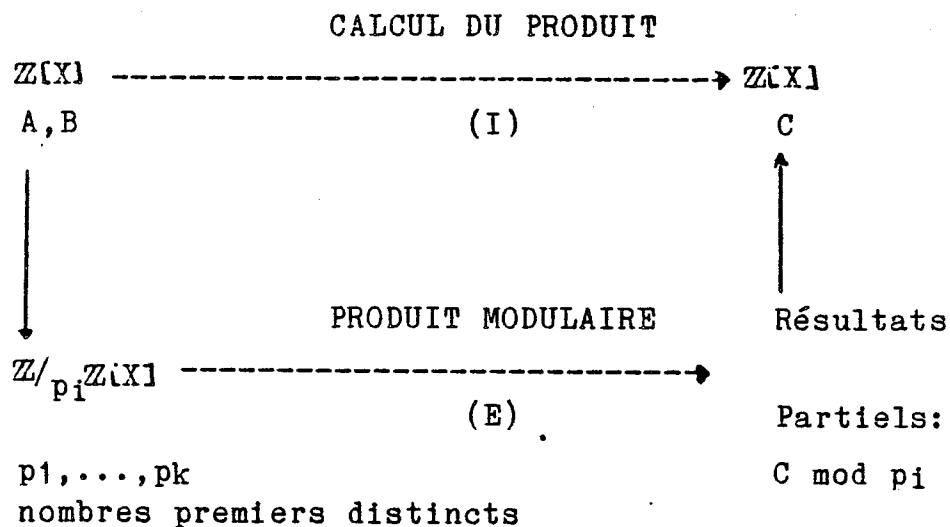 CALCUL DU PRODUIT
ℤ[X] ℤ[X]
A,B (I) C
PRODUIT MODULAIRE Résultats
ℤ/piℤ[X]
(E) Partiels:
p1,...,pk C mod pi
nombres premiers distincts